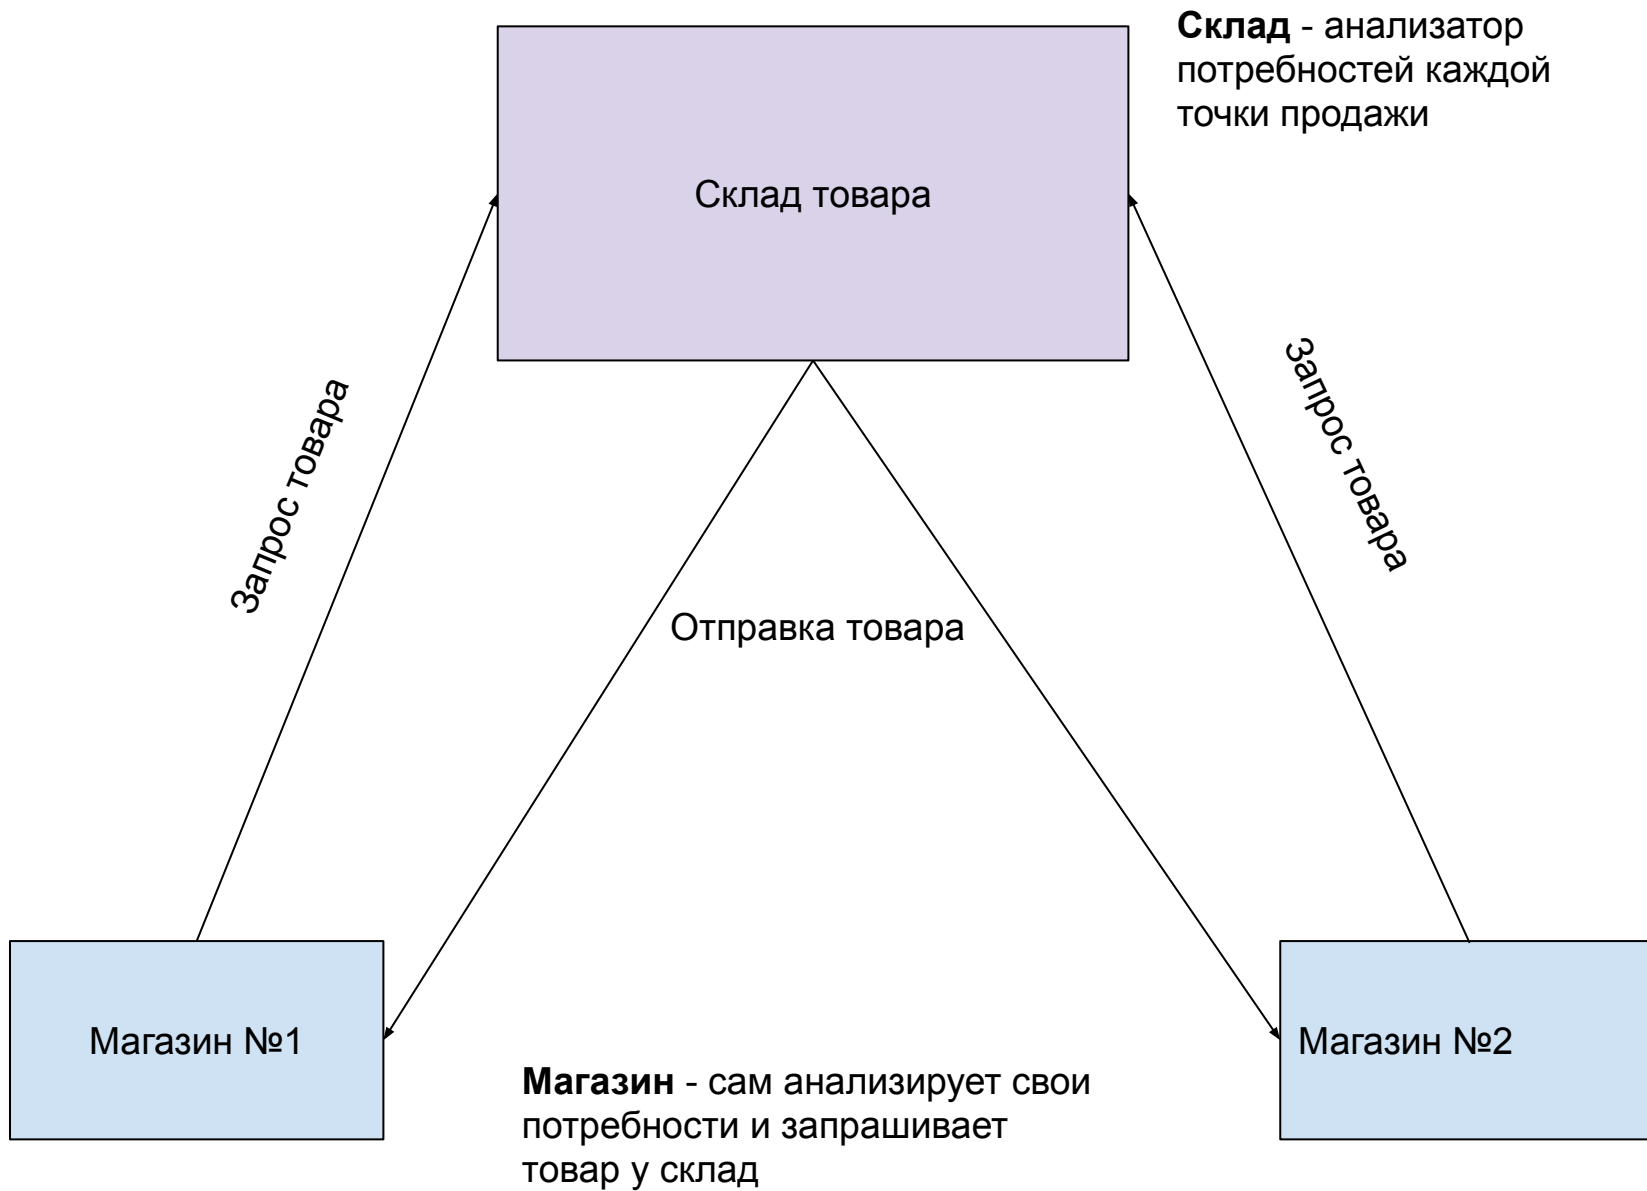 Склад - анализатор
потребностей каждой
точки продажи
Склад товара
Запрос товара
Запрос товара
Отправка товара
Магазин №1
Магазин №2
Магазин - сам анализирует свои
потребности и запрашивает
товар у склад